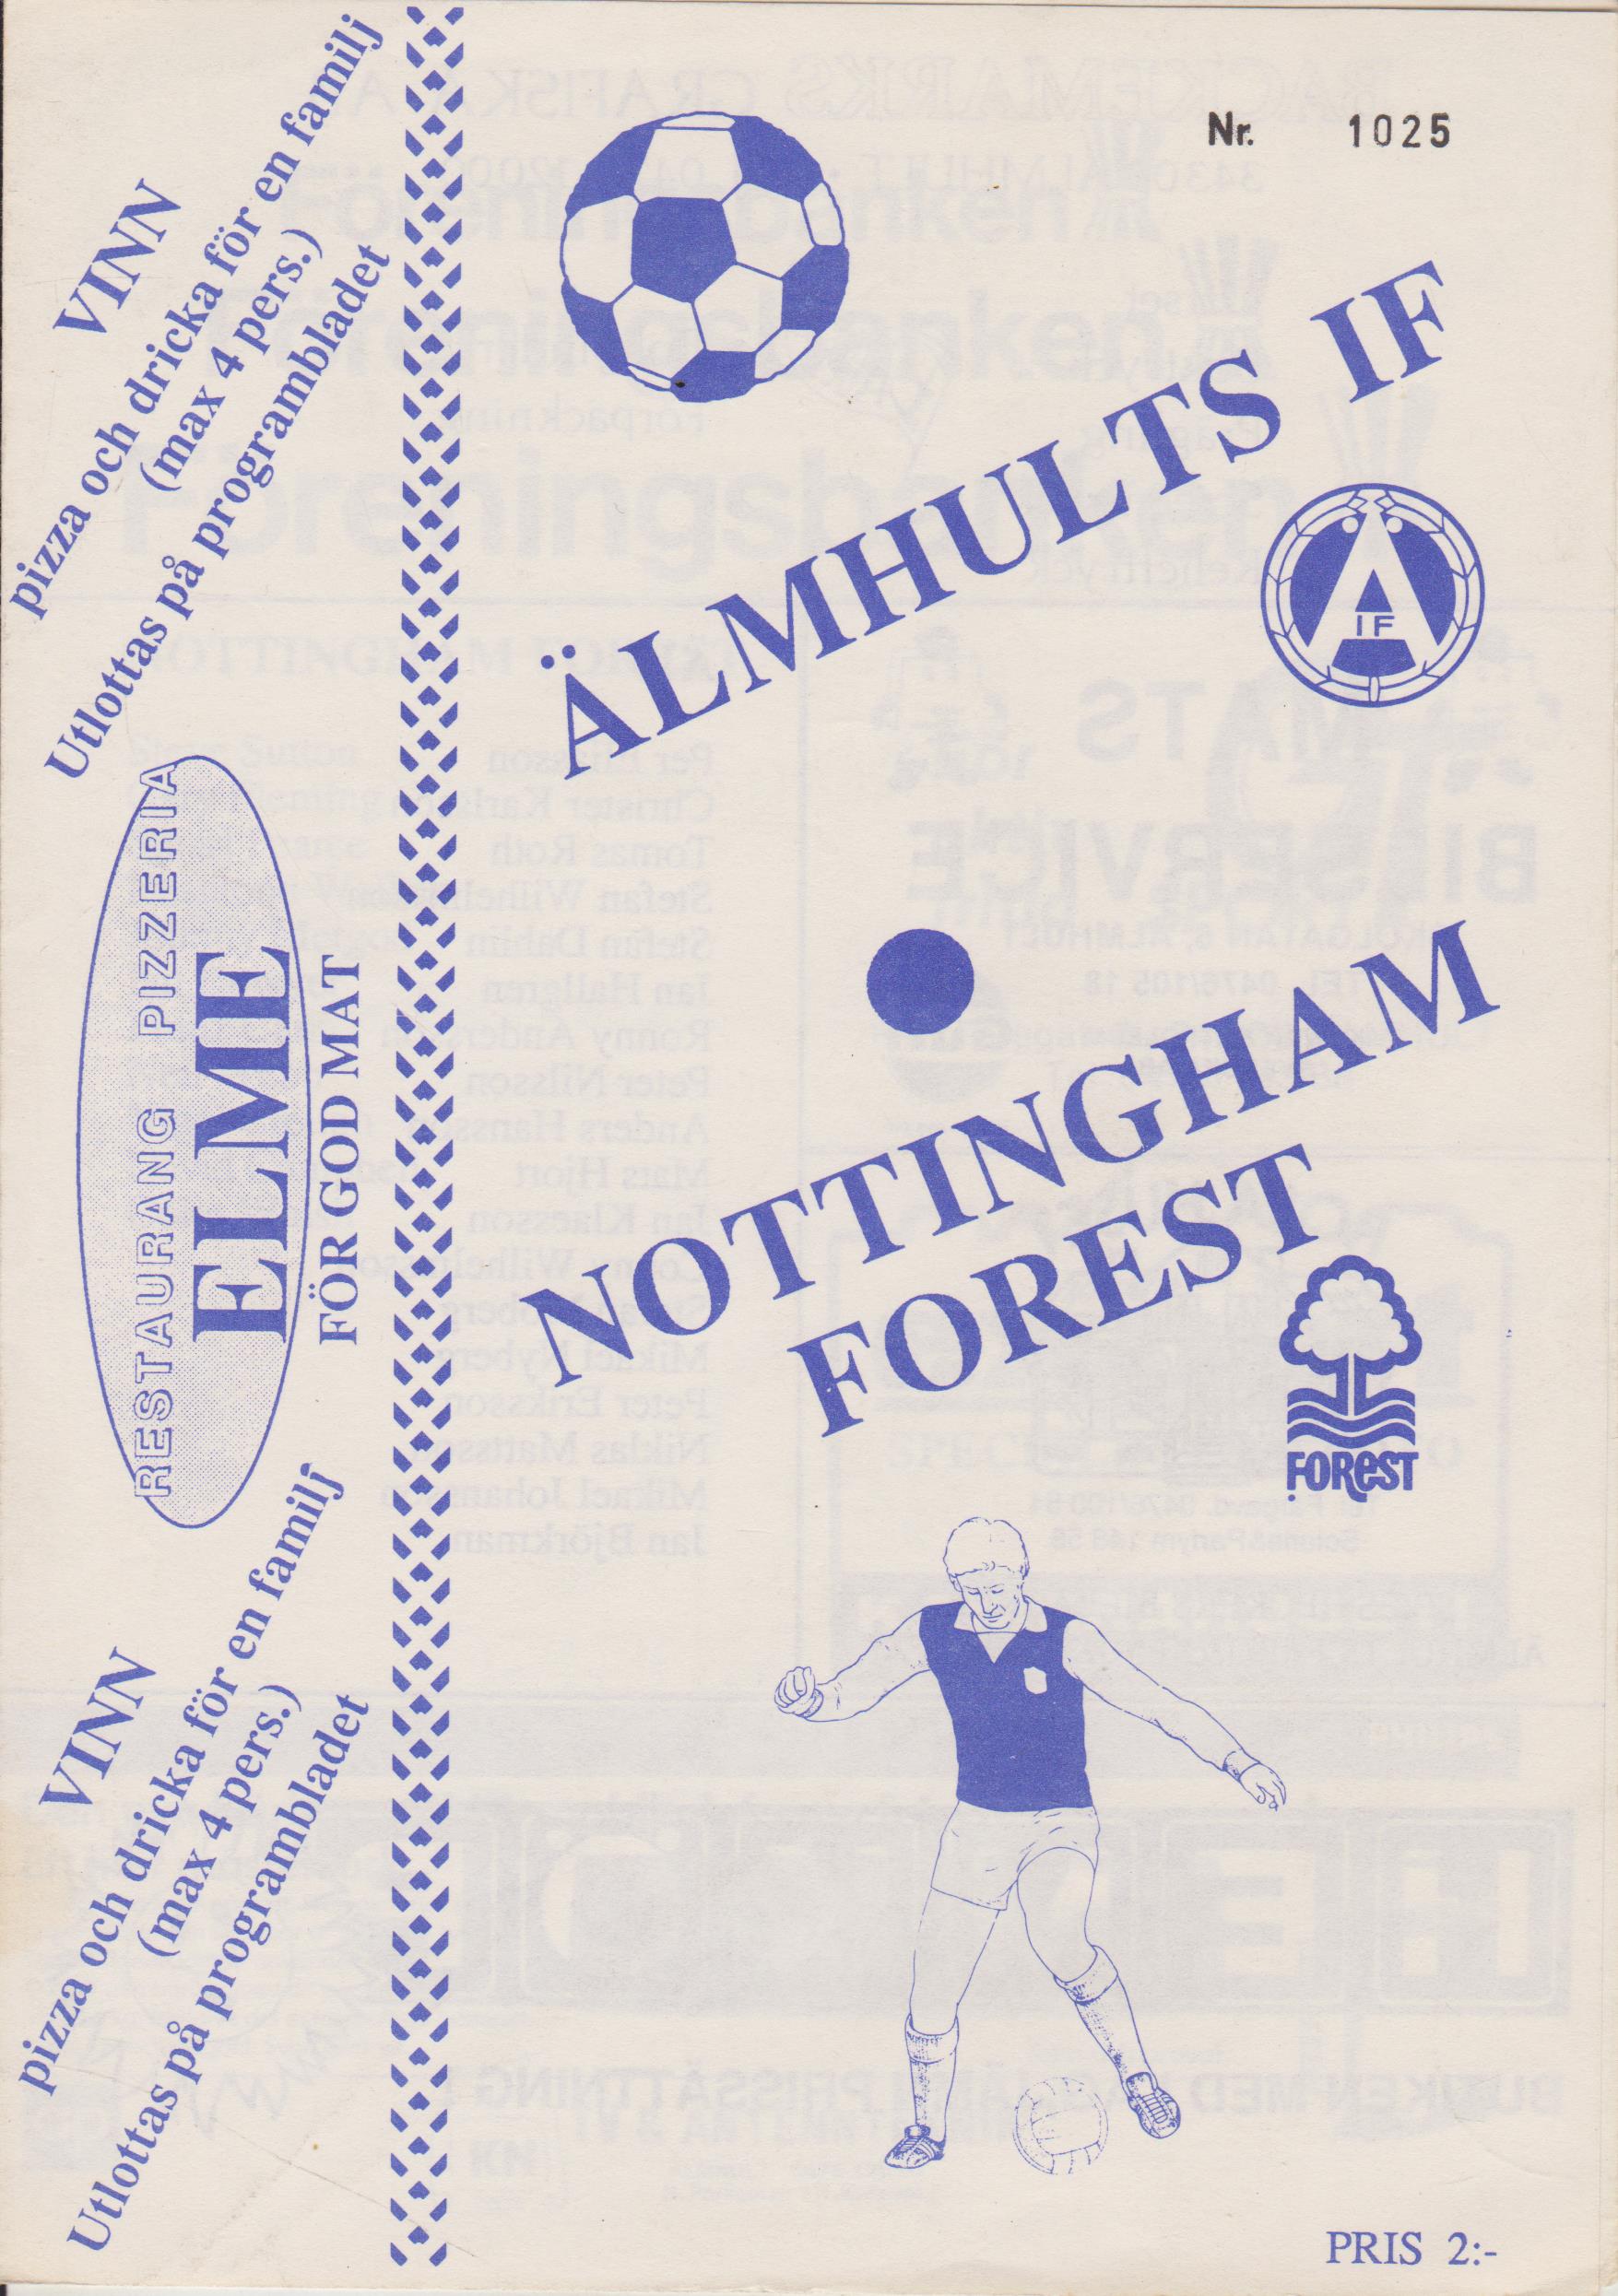 Nr. 1025
VINN
pizza och dricka för en familj
(max 4 pers.)
Utlottas på programbladet
RESTAURANG PIZZERIA
ELME
FÖR GOD MAT
VINN
pizza och dricka för en familj
(max 4 pers.)
Utlottas på programbladet
ÄLMHULTS IF
A
IF
NOTTINGHAM
FOREST
FOREST
PRIS 2:-